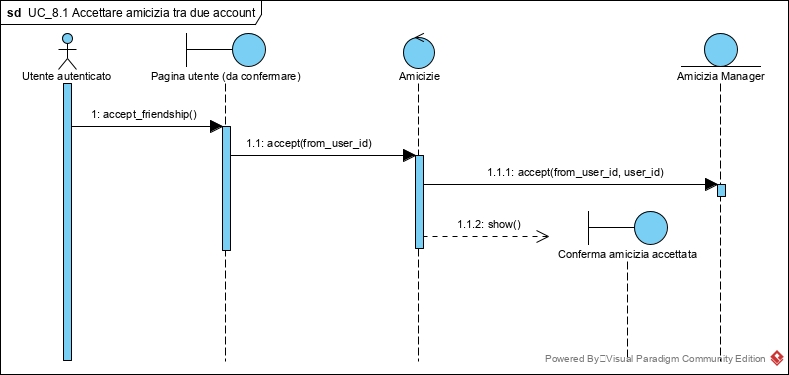 sd UC_8.1 Accettare amicizia tra due account
Utente autenticato
Pagina utente (da confermare)
Amicizie
Amicizia Manager
1: accept_friendship()
1.1: accept(from_user_id)
1.1.1: accept(from_user_id, user_id)
1.1.2: show()
Conferma amicizia accettata
Powered By Visual Paradigm Community Edition